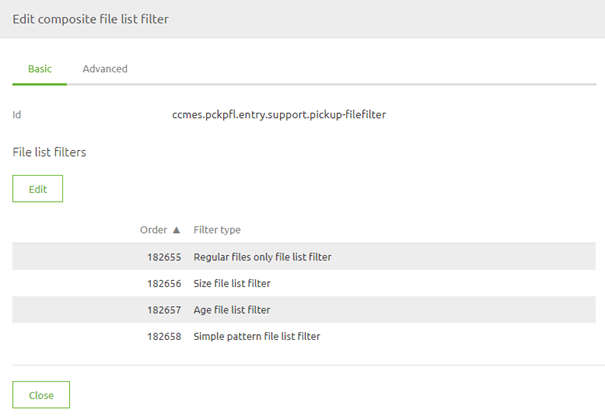 Edit composite file list filter
Basic Advanced
Id ccmes.pckpfl.entry.support.pickup-filefilter
File list filters
Edit
Order ▲ Filter type
182655 Regular files only file list filter
182656 Size file list filter
182657 Age file list filter
182658 Simple pattern file list filter
Close